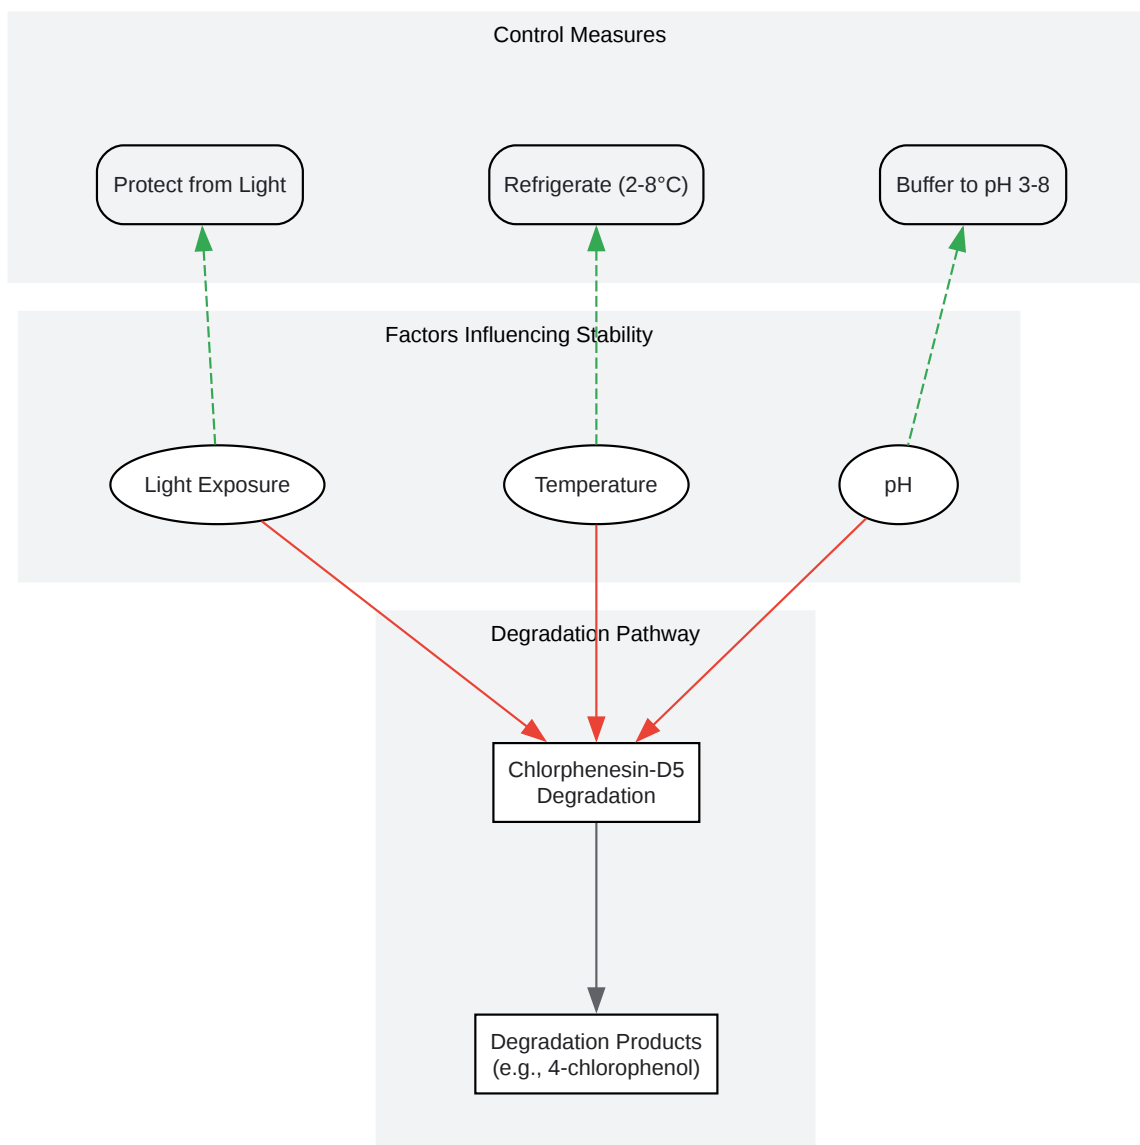 Control Measures
Protect from Light
Refrigerate (2-8°C)
Buffer to pH 3-8
Factors Influencing Stability
Light Exposure
Temperature
pH
Degradation Pathway
Chlorphenesin-D5
Degradation
Degradation Products
(e.g., 4-chlorophenol)